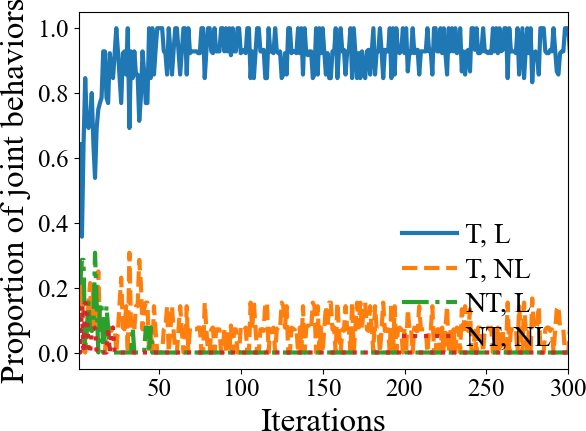 Proportion of joint behaviors
1.0
0.8
0.6
0.4
0.2
0.0
T, L
T, NL
NT, L
NT, NL
50 100 150 200 250 300
Iterations